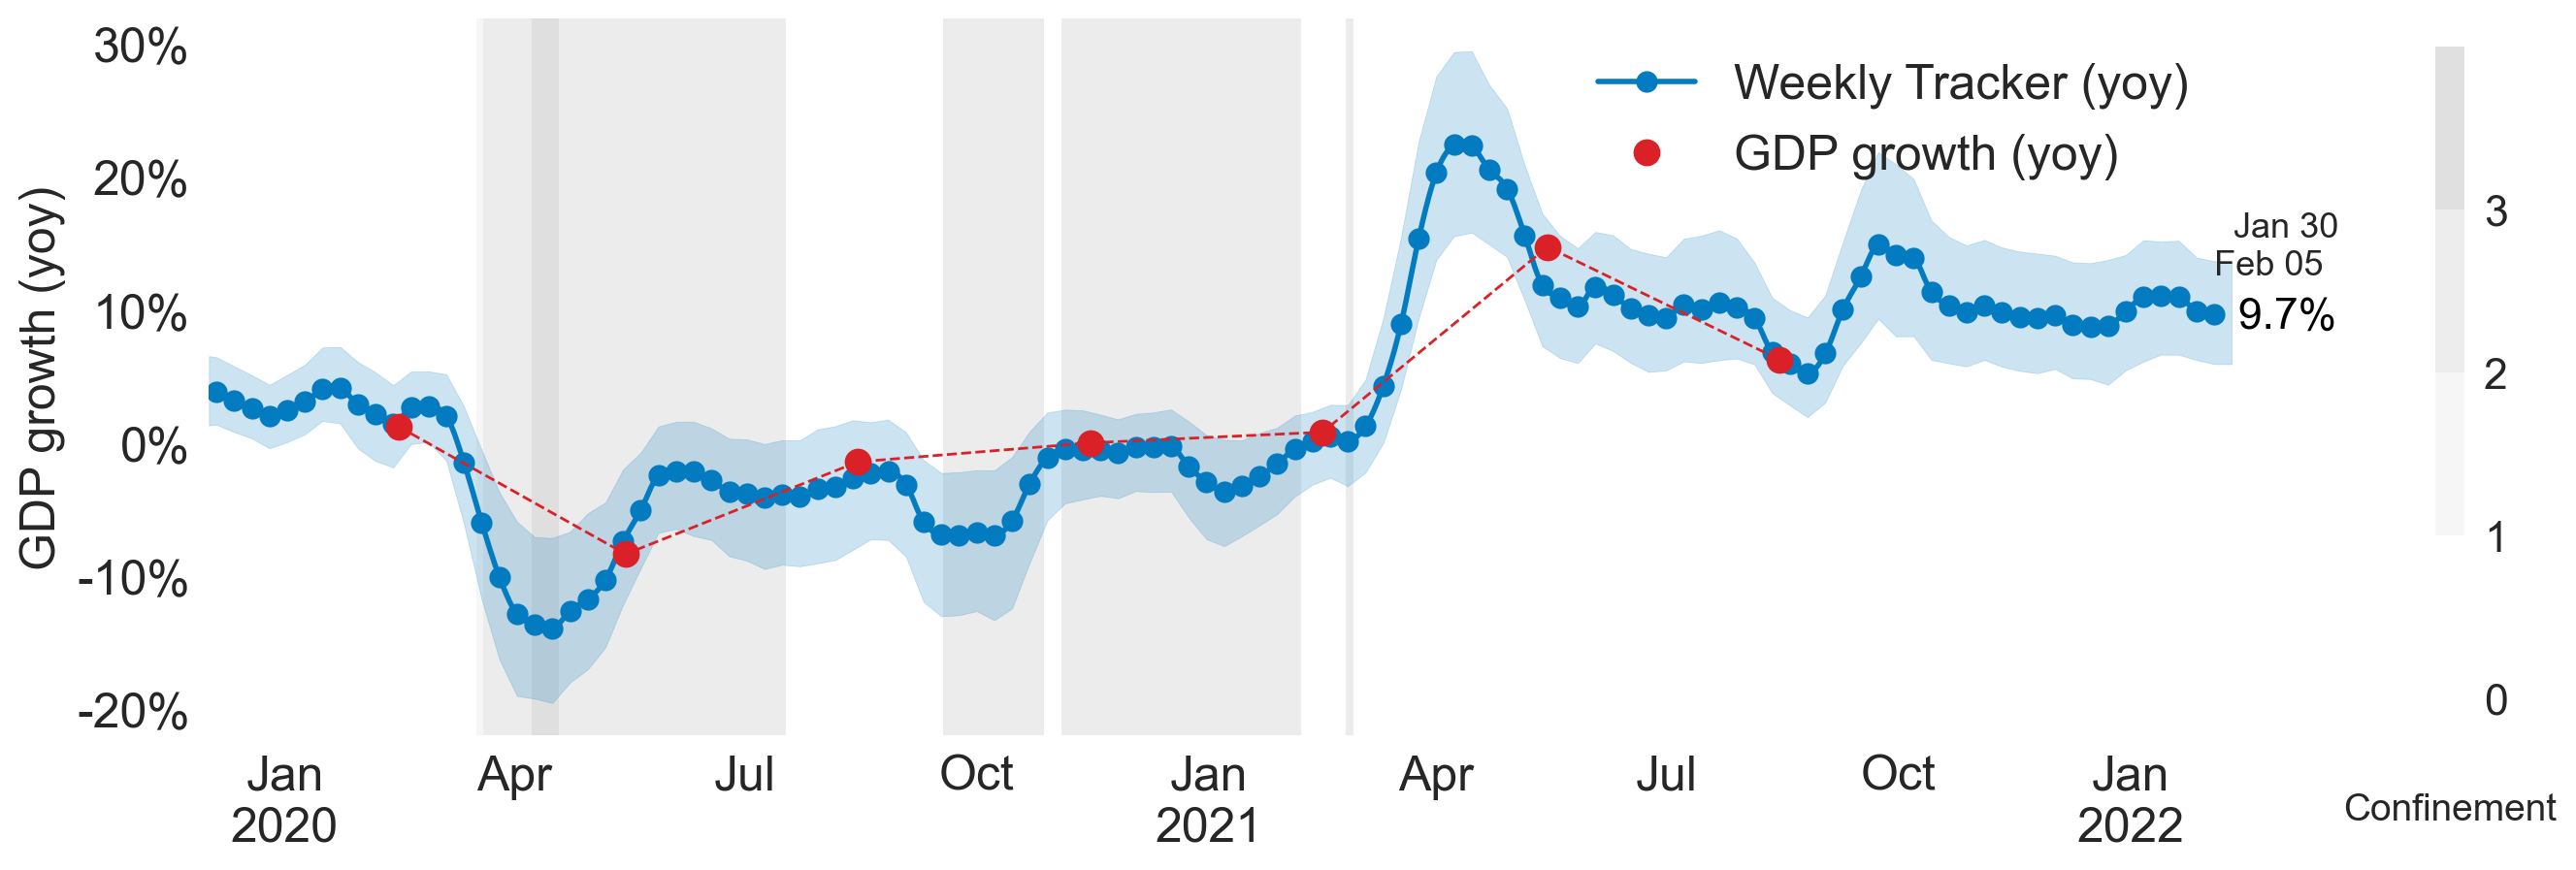 GDP growth (yoy)
30%
20%
10%
0%
-10%
-20%
Weekly Tracker (yoy)
GDP growth (yoy)
Jan 30
Feb 05
9.7%
3
2
1
0
Jan Apr Jul Oct Jan Apr Jul Oct Jan
2020 2021 2022
Confinement